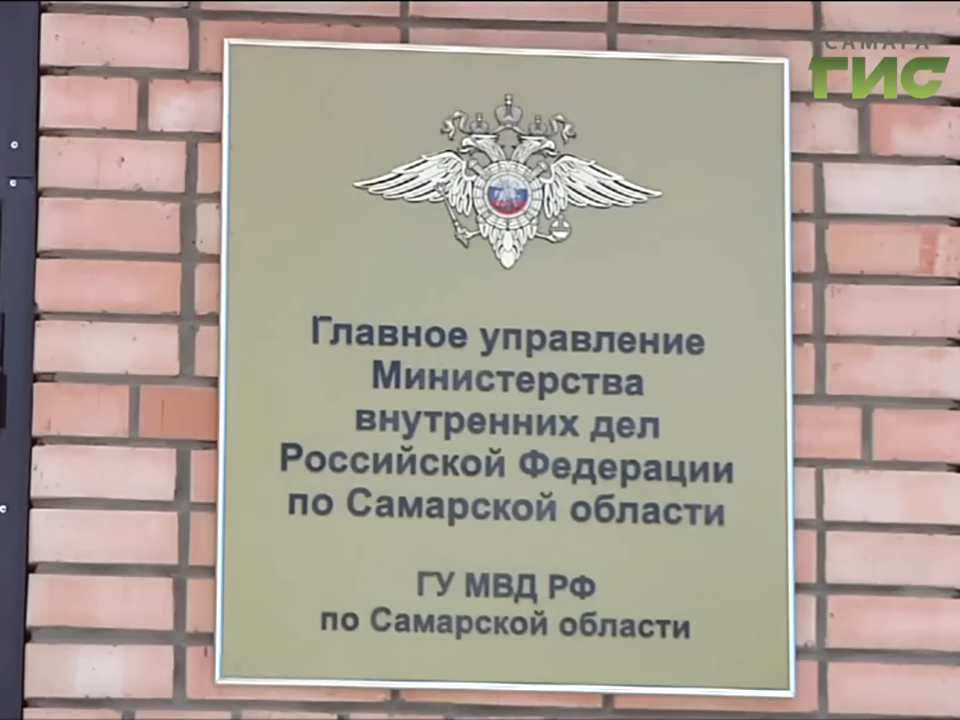 САМАРА
ГИС
Главное управление
Министерства
внутренних дел
Российской Федерации
по Самарской области
ГУ МВД РФ
по Самарской области